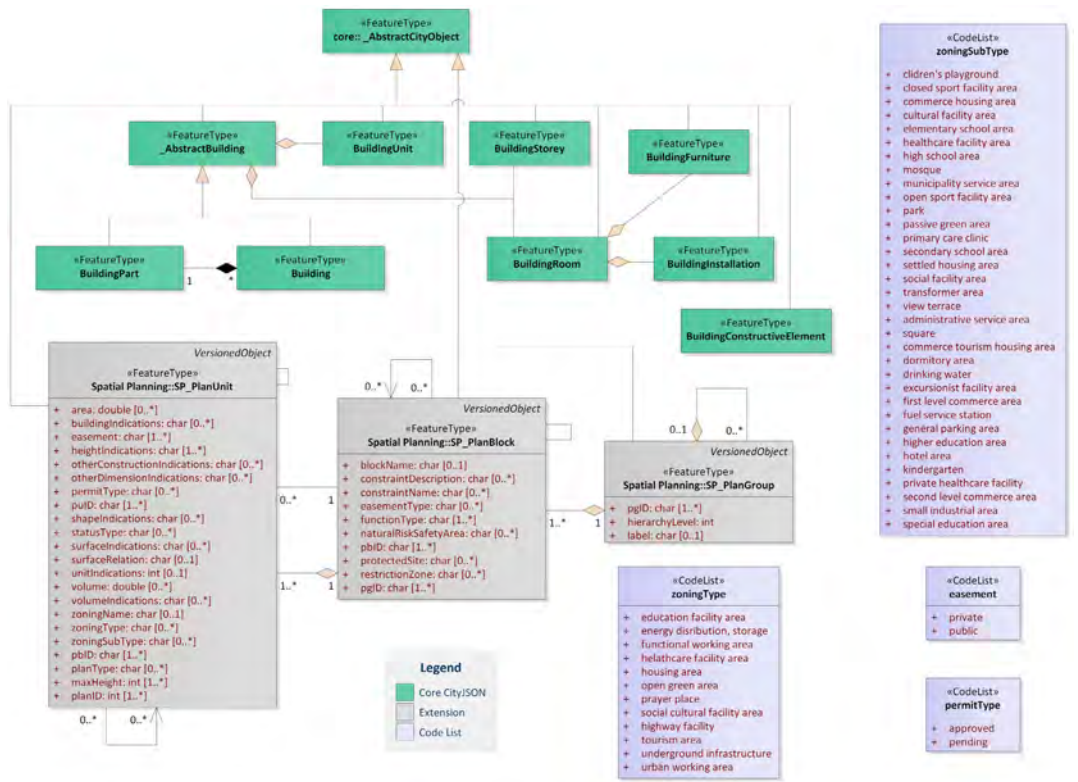 «FeatureType»
core:: _AbstractCityObject
«FeatureType»
_AbstractBuilding
«FeatureType»
BuildingUnit
«FeatureType»
BuildingStorey
«FeatureType»
BuildingFurniture
«FeatureType»
BuildingPart
1
*
«FeatureType»
Building
«FeatureType»
BuildingRoom
«FeatureType»
BuildingInstallation
«FeatureType»
BuildingConstructiveElement
VersionedObject
«FeatureType»
Spatial Planning::SP_PlanUnit
+ area: double [0..*]
+ buildingIndications: char [0..*]
+ easement: char [1..*]
+ heightIndications: char [1..*]
+ otherConstructionIndications: char [0..*]
+ otherDimensionIndications: char [0..*]
+ permitType: char [0..*]
+ puID: char [1..*]
+ shapeIndications: char [0..*]
+ statusType: char [0..*]
+ surfaceIndications: char [0..*]
+ surfaceRelation: char [0..1]
+ unitIndications: int [0..1]
+ volume: double [0..*]
+ volumeIndications: char [0..*]
+ zoningName: char [0..1]
+ zoningType: char [0..*]
+ zoningSubType: char [0..*]
+ pbID: char [1..*]
+ planType: char [0..*]
+ maxHeight: int [1..*]
+ planID: int [1..*]
0..*
0..*
0..*
1
1..*
1
0..*
0..*
VersionedObject
«FeatureType»
Spatial Planning::SP_PlanBlock
+ blockName: char [0..1]
+ constraintDescription: char [0..*]
+ constraintName: char [0..*]
+ easementType: char [0..*]
+ functionType: char [1..*]
+ naturalRiskSafetyArea: char [0..*]
+ pbID: char [1..*]
+ protectedSite: char [0..*]
+ restrictionZone: char [0..*]
+ pgID: char [1..*]
1..*
1
0..1
0..*
VersionedObject
«FeatureType»
Spatial Planning::SP_PlanGroup
+ pgID: char [1..*]
+ hierarchyLevel: int
+ label: char [0..1]
Legend
Core CityJSON
Extension
Code List
«CodeList»
zoningType
+ education facility area
+ energy disribution, storage
+ functional working area
+ helathcare facility area
+ housing area
+ open green area
+ prayer place
+ social cultural facility area
+ highway facility
+ tourism area
+ underground infrastructure
+ urban working area
«CodeList»
zoningSubType
+ clidren's playground
+ closed sport facility area
+ commerce housing area
+ cultural facility area
+ elementary school area
+ healthcare facility area
+ high school area
+ mosque
+ municipality service area
+ open sport facility area
+ park
+ passive green area
+ primary care clinic
+ secondary school area
+ settled housing area
+ social facility area
+ transformer area
+ view terrace
+ administrative service area
+ square
+ commerce tourism housing area
+ dormitory area
+ drinking water
+ excursionist facility area
+ first level commerce area
+ fuel service station
+ general parking area
+ higher education area
+ hotel area
+ kindergarten
+ private healthcare facility
+ second level commerce area
+ small industrial area
+ special education area
«CodeList»
easement
+ private
+ public
«CodeList»
permitType
+ approved
+ pending